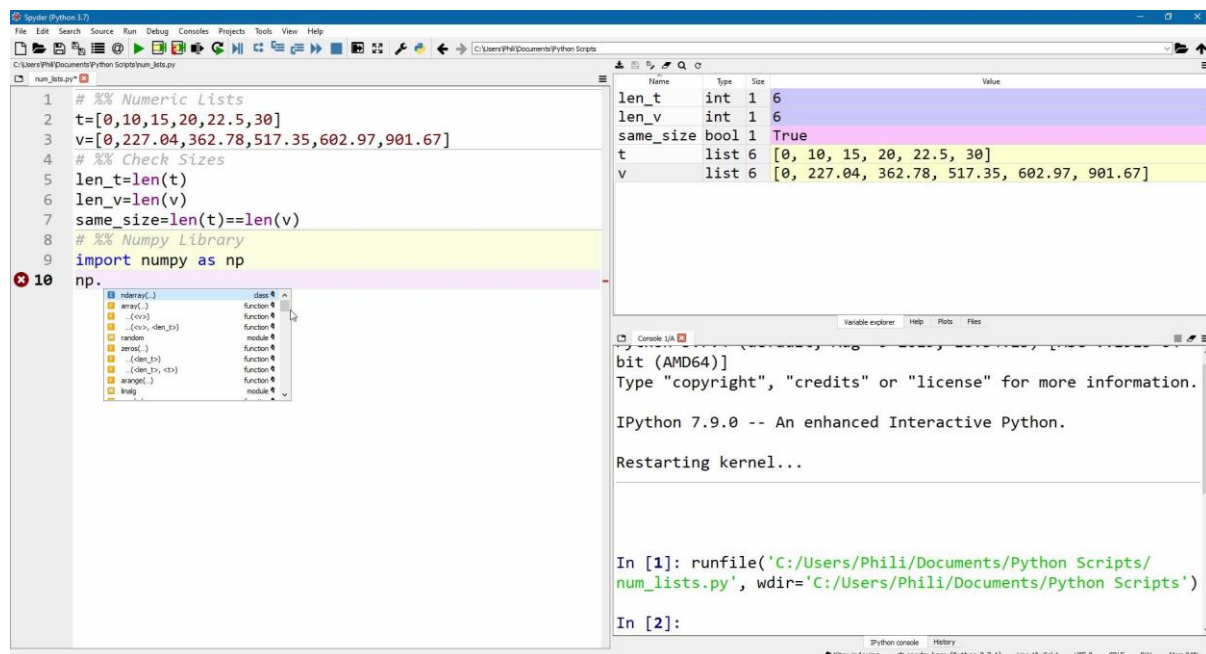 Spyder (Python 3.7)
File Edit Search Source Run Debug Consoles Projects Tools View Help
C:\Users\Phili\Documents\Python Scripts
C:\Users\Phili\Documents\Python Scripts\num_lists.py
num_lists.py*
1 # %% Numeric Lists
2 t=[0,10,15,20,22.5,30]
3 v=[0,227.04,362.78,517.35,602.97,901.67]
4 # %% Check Sizes
5 len_t=len(t)
6 len_v=len(v)
7 same_size=len(t)==len(v)
8 # %% Numpy Library
9 import numpy as np
10 np.
ndarray(...) class
array(...) function
...(<v>) function
...(<v>, <len_t>) function
random module
zeros(...) function
...(<len_t>) function
...(<len_t>, <t>) function
arange(...) function
linalg module
Name Type Size Value
len_t int 1 6
len_v int 1 6
same_size bool 1 True
t list 6 [0, 10, 15, 20, 22.5, 30]
v list 6 [0, 227.04, 362.78, 517.35, 602.97, 901.67]
Variable explorer Help Plots Files
Console 1/A
bit (AMD64)]
Type "copyright", "credits" or "license" for more information.
IPython 7.9.0 -- An enhanced Interactive Python.
Restarting kernel...
In [1]: runfile('C:/Users/Phili/Documents/Python Scripts/
num_lists.py', wdir='C:/Users/Phili/Documents/Python Scripts')
In [2]:
IPython console History